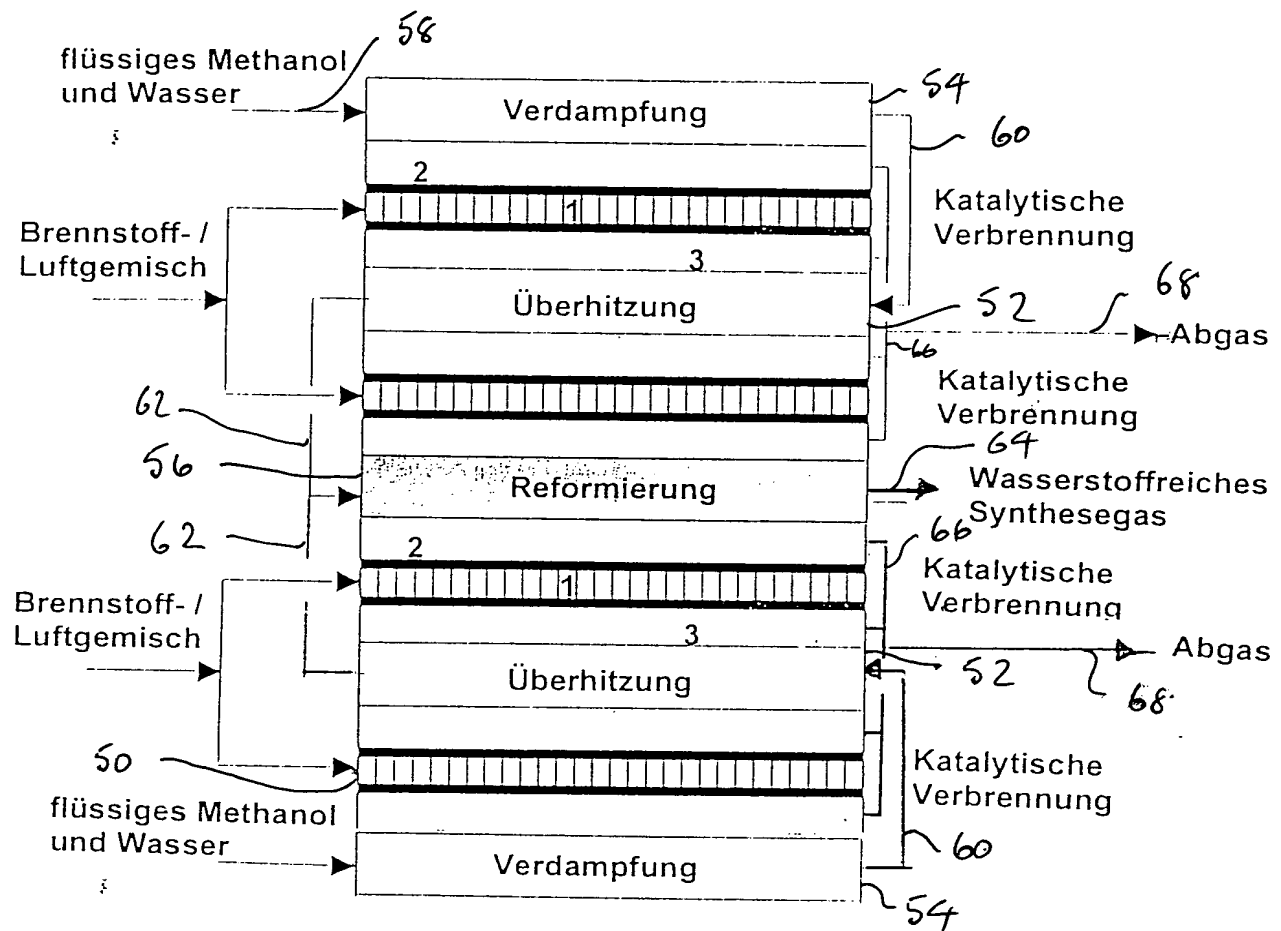 58
flüssiges Methanol
und Wasser
Verdampfung
54
60
2
1
Katalytische
Verbrennung
Brennstoff- /
Luftgemisch
3
Überhitzung
52
68
Abgas
66
Katalytische
Verbrennung
62
64
56
Reformierung
Wasserstoffreiches
Synthesegas
62
66
2
1
Katalytische
Verbrennung
Brennstoff- /
Luftgemisch
3
Abgas
52
Überhitzung
68
50
Katalytische
Verbrennung
flüssiges Methanol
und Wasser
Verdampfung
60
54